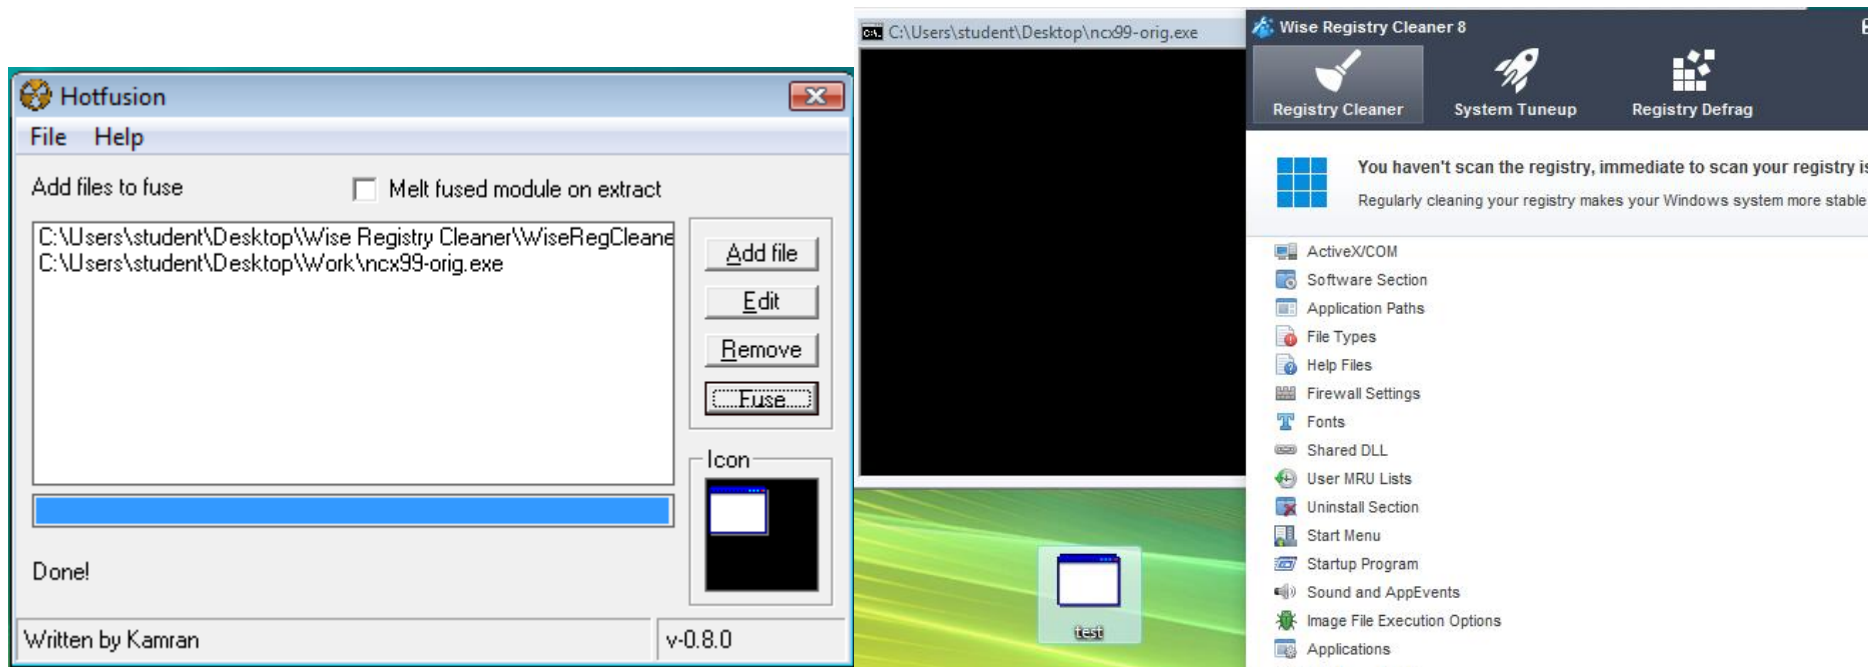 Hotfusion
File Help
Add files to fuse
Melt fused module on extract
C:\Users\student\Desktop\Wise Registry Cleaner\WiseRegCleane
C:\Users\student\Desktop\Work\ncx99-orig.exe
Add file
Edit
Remove
Fuse
Icon
Done!
Written by Kamran
v-0.8.0
C:\Users\student\Desktop\ncx99-orig.exe
test
Wise Registry Cleaner 8
Registry Cleaner System Tuneup Registry Defrag
You haven't scan the registry, immediate to scan your registry is
Regularly cleaning your registry makes your Windows system more stable
ActiveX/COM
Software Section
Application Paths
File Types
Help Files
Firewall Settings
Fonts
Shared DLL
User MRU Lists
Uninstall Section
Start Menu
Startup Program
Sound and AppEvents
Image File Execution Options
Applications